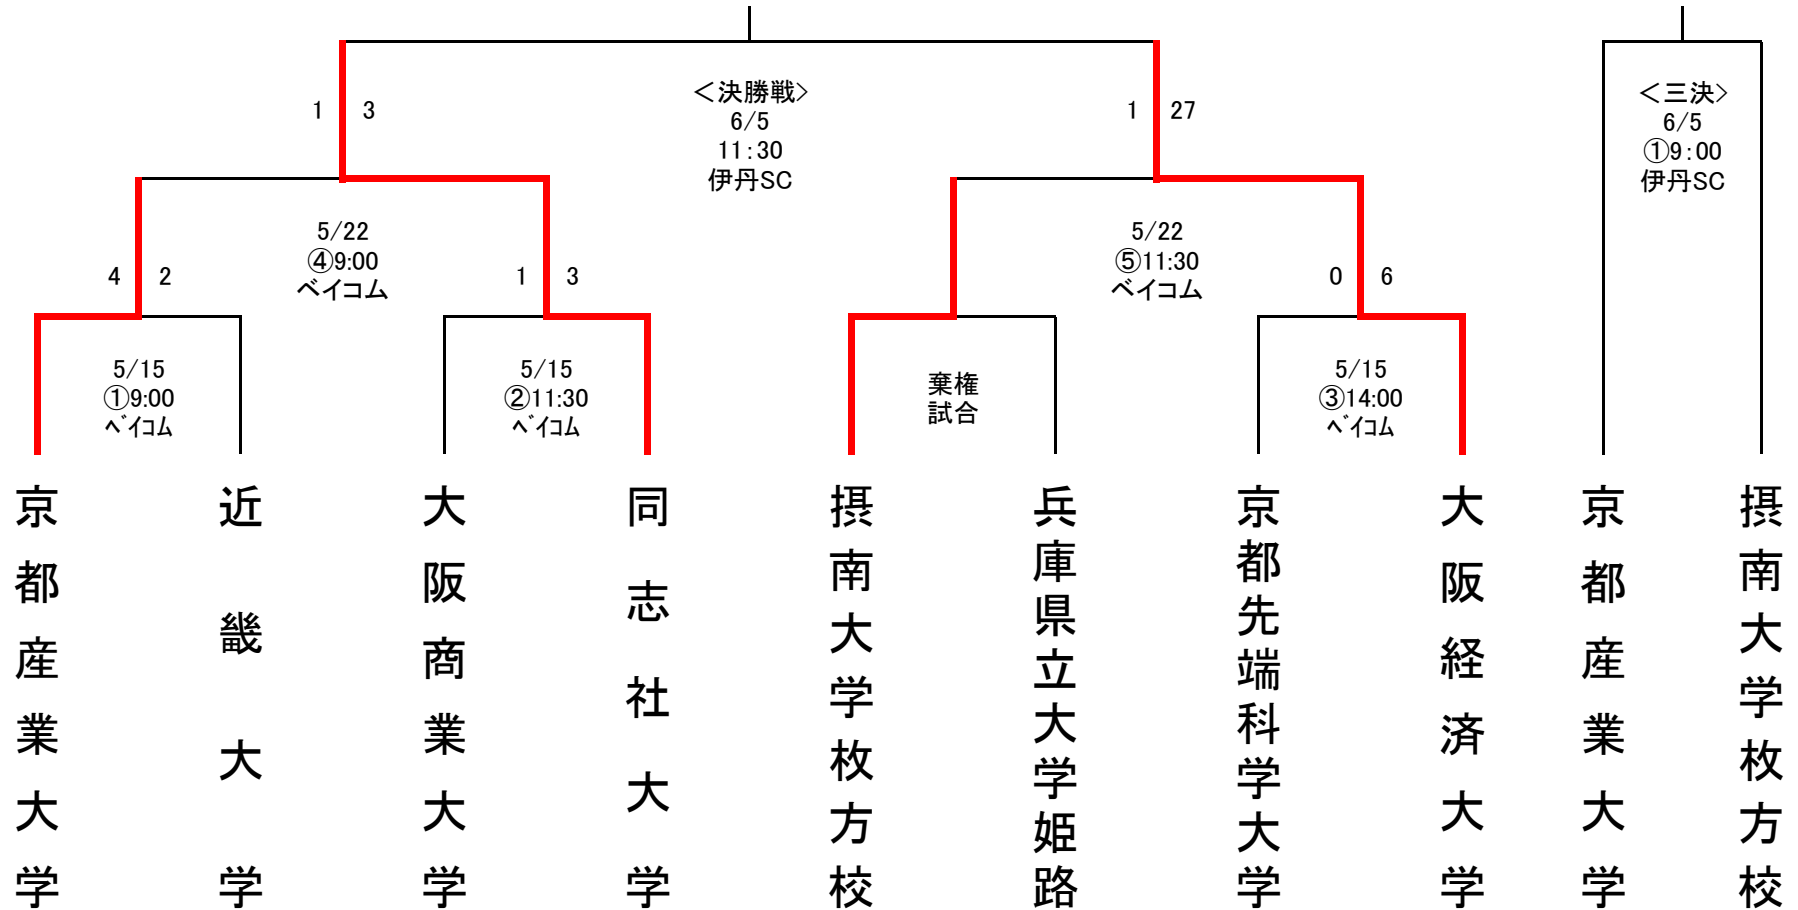 1 3
＜決勝戦＞
6/5
11:30
伊丹SC
1 27
＜三決＞
6/5
①9:00
伊丹SC
4 2
5/22
④9:00
ベイコム
1 3
5/22
⑤11:30
ベイコム
0 6
5/15
①9:00
ﾍﾞｲｺﾑ
5/15
②11:30
ﾍﾞｲｺﾑ
棄権
試合
5/15
③14:00
ﾍﾞｲｺﾑ
京都産業大学
近畿大学
大阪商業大学
同志社大学
摂南大学枚方校
兵庫県立大学姫路
京都先端科学大学
大阪経済大学
京都産業大学
摂南大学枚方校